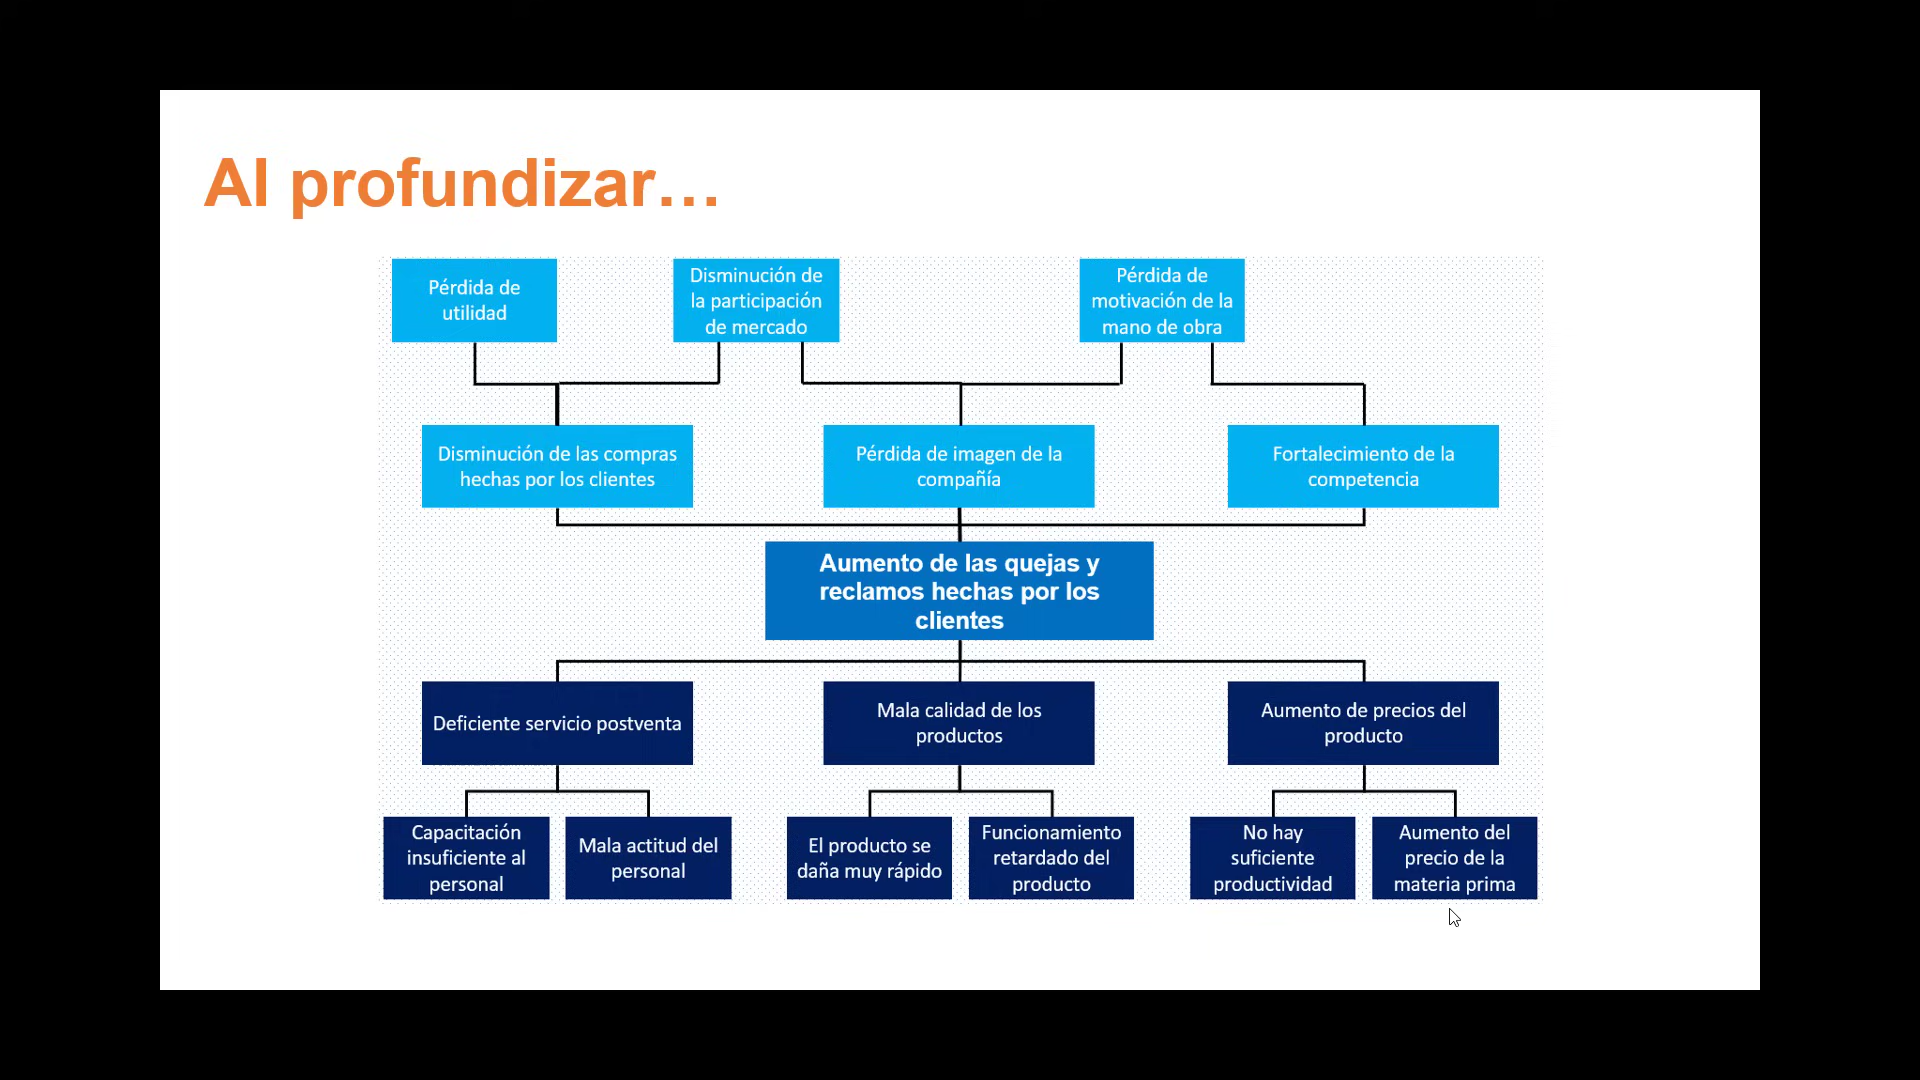 Al profundizar...
Pérdida de
utilidad
Disminución de
la participación
de mercado
Pérdida de
motivación de la
mano de obra
Disminución de las compras
hechas por los clientes
Pérdida de imagen de la
compañía
Fortalecimiento de la
competencia
Aumento de las quejas y
reclamos hechas por los
clientes
Deficiente servicio postventa
Mala calidad de los
productos
Aumento de precios del
producto
Capacitación
insuficiente al
personal
Mala actitud del
personal
El producto se
daña muy rápido
Funcionamiento
retardado del
producto
No hay
suficiente
productividad
Aumento del
precio de la
materia prima